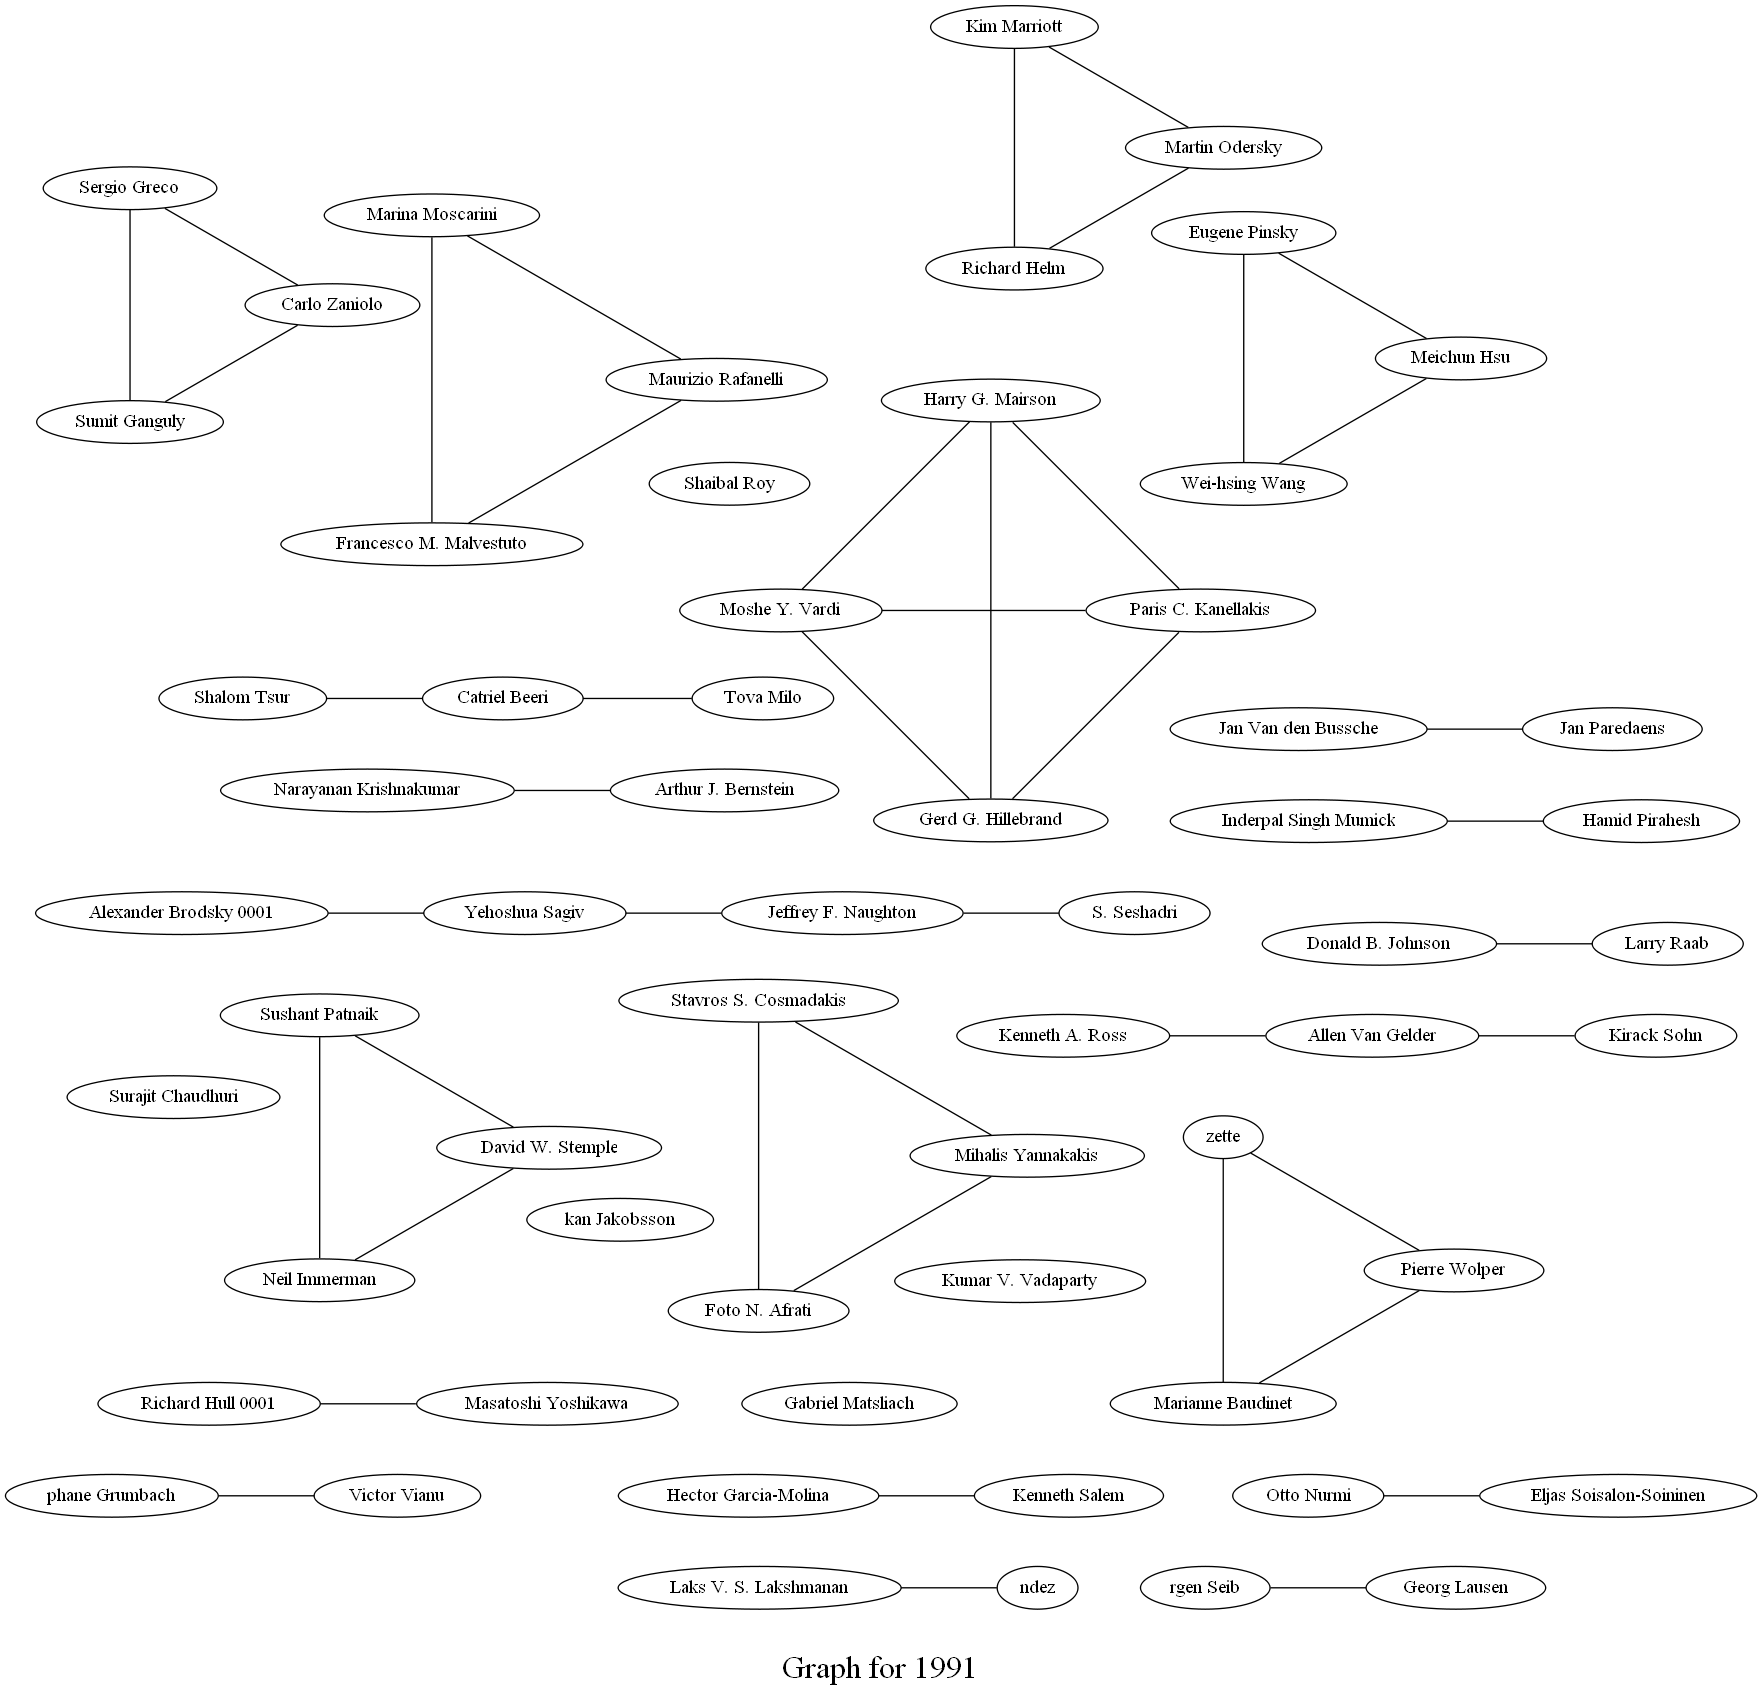 Kim Marriott
Martin Odersky
Sergio Greco
Marina Moscarini
Eugene Pinsky
Richard Helm
Carlo Zaniolo
Meichun Hsu
Maurizio Rafanelli
Harry G. Mairson
Sumit Ganguly
Shaibal Roy
Wei-hsing Wang
Francesco M. Malvestuto
Moshe Y. Vardi
Paris C. Kanellakis
Shalom Tsur
Catriel Beeri
Tova Milo
Jan Van den Bussche
Jan Paredaens
Narayanan Krishnakumar
Arthur J. Bernstein
Gerd G. Hillebrand
Inderpal Singh Mumick
Hamid Pirahesh
Alexander Brodsky 0001
Yehoshua Sagiv
Jeffrey F. Naughton
S. Seshadri
Donald B. Johnson
Larry Raab
Stavros S. Cosmadakis
Sushant Patnaik
Kenneth A. Ross
Allen Van Gelder
Kirack Sohn
Surajit Chaudhuri
zette
David W. Stemple
Mihalis Yannakakis
kan Jakobsson
Pierre Wolper
Neil Immerman
Kumar V. Vadaparty
Foto N. Afrati
Richard Hull 0001
Masatoshi Yoshikawa
Gabriel Matsliach
Marianne Baudinet
phane Grumbach
Victor Vianu
Hector Garcia-Molina
Kenneth Salem
Otto Nurmi
Eljas Soisalon-Soininen
Laks V. S. Lakshmanan
ndez
rgen Seib
Georg Lausen
Graph for 1991